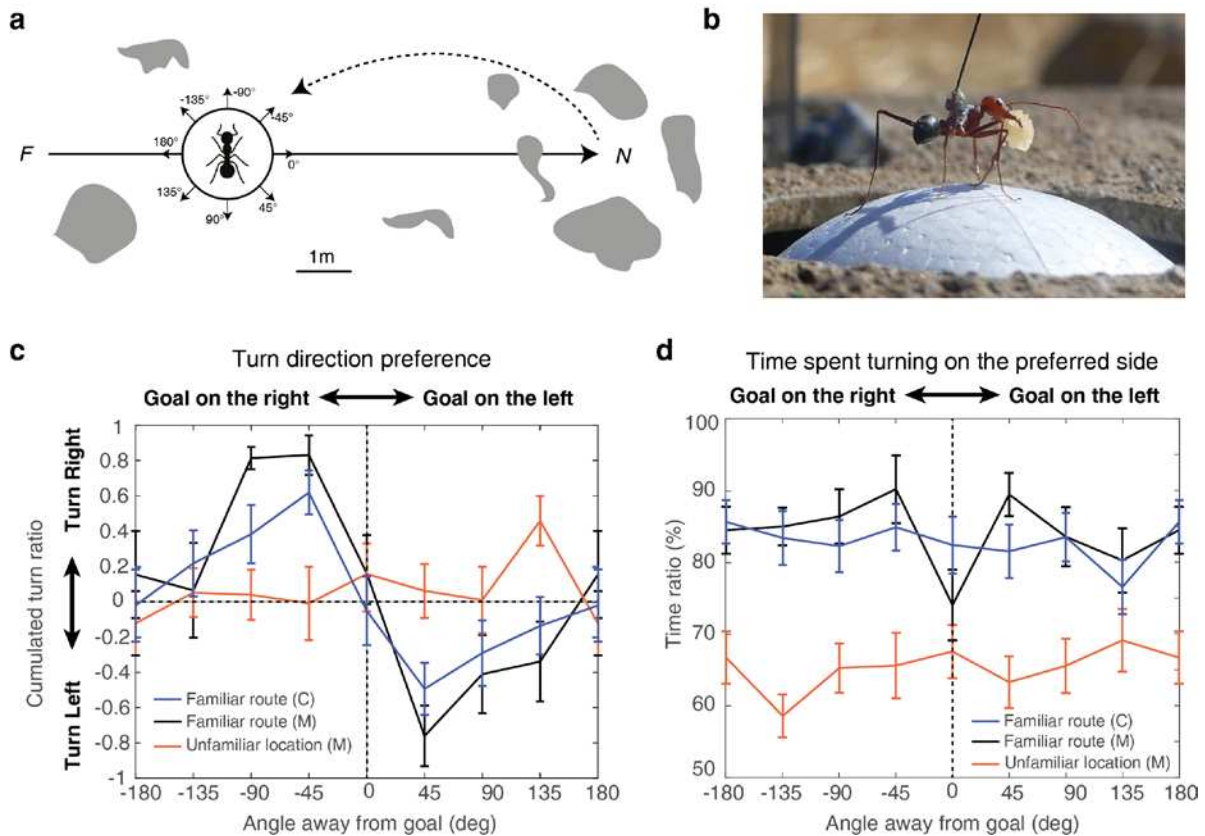 a
b
-90°
-135°
-45°
F
180°
0°
N
135°
45°
90°
1m
c
d
Turn direction preference
Time spent turning on the preferred side
Goal on the right
Goal on the left
Goal on the right
Goal on the left
Cumulated turn ratio
Turn Left
Turn Right
1
0.8
0.6
0.4
0.2
0
-0.2
-0.4
-0.6
-0.8
-1
Familiar route (C)
Familiar route (M)
Unfamiliar location (M)
-180
-135
-90
-45
0
45
90
135
180
Angle away from goal (deg)
Time ratio (%)
100
90
80
70
60
50
Familiar route (C)
Familiar route (M)
Unfamiliar location (M)
-180
-135
-90
-45
0
45
90
135
180
Angle away from goal (deg)